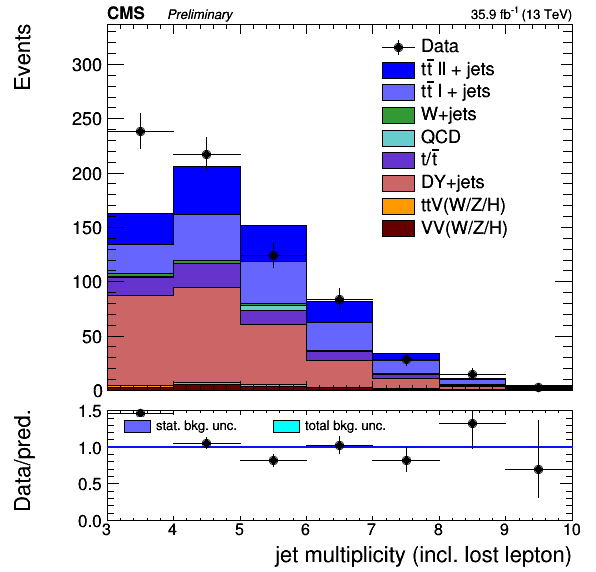 CMS Preliminary 35.9 fb⁻¹ (13 TeV)
Events
300
250
200
150
100
50
0
Data
tt̄ ll + jets
tt̄ l + jets
W+jets
QCD
t/t̄
DY+jets
ttV(W/Z/H)
VV(W/Z/H)
Data/pred.
1.5
1.0
0.5
0.0
stat. bkg. unc. total bkg. unc.
3 4 5 6 7 8 9 10
jet multiplicity (incl. lost lepton)